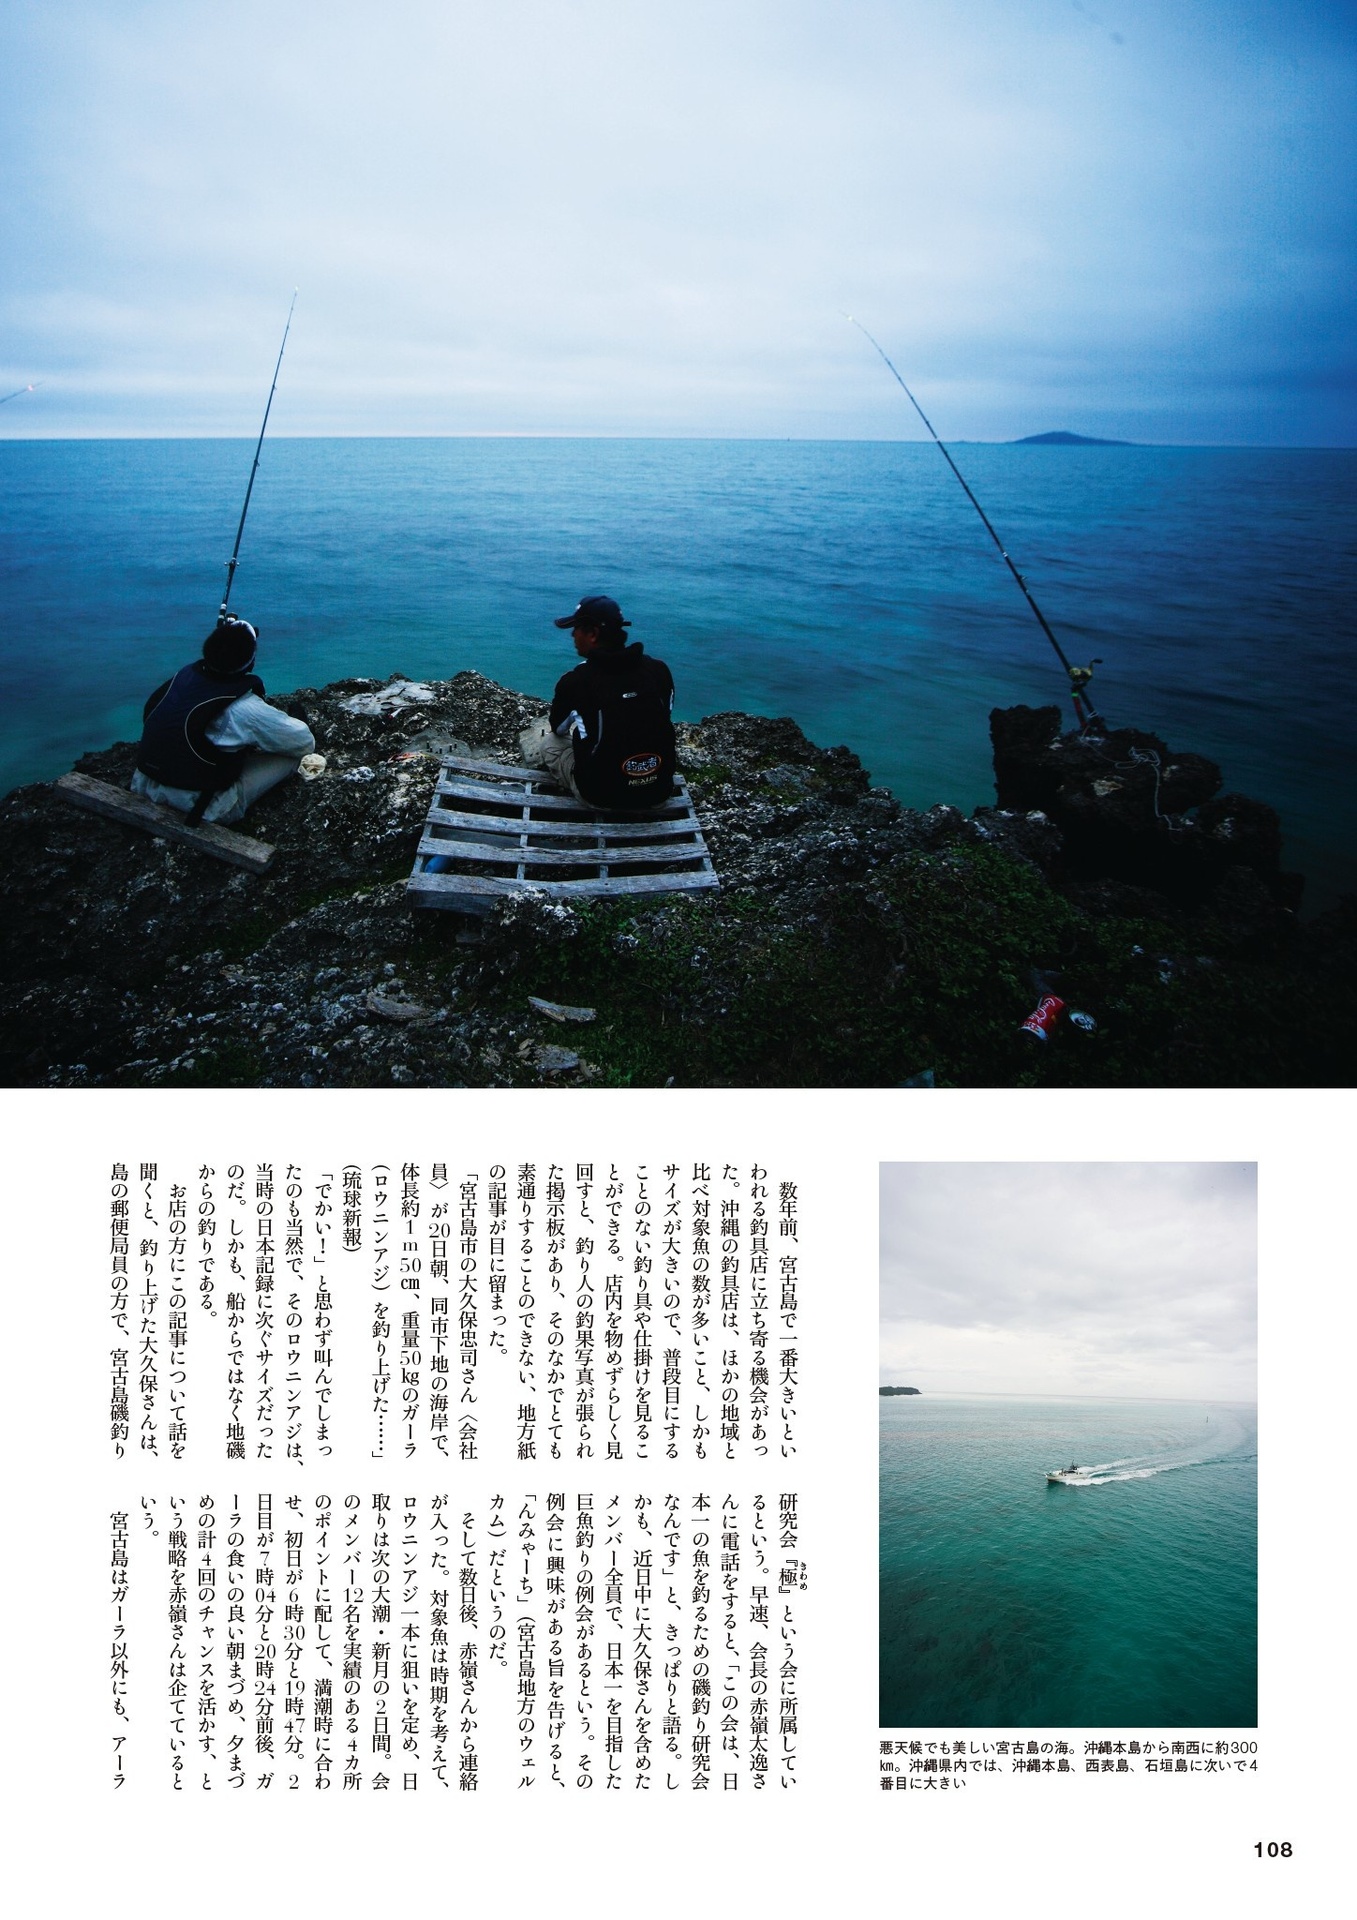 釣武者
NEXUS
数年前、宮古島で一番大きいとい
われる釣具店に立ち寄る機会があっ
た。沖縄の釣具店は、ほかの地域と
比べ対象魚の数が多いこと、しかも
サイズが大きいので、普段目にする
ことのない釣り具や仕掛けを見るこ
とができる。店内を物めずらしく見
回すと、釣り人の釣果写真が張られ
た掲示板があり、そのなかでとても
素通りすることのできない、地方紙
の記事が目に留まった。
「宮古島市の大久保忠司さん〈会社
員〉が20日朝、同市下地の海岸で、
体長約1m50㎝、重量50㎏のガーラ
(ロウニンアジ)を釣り上げた……」
(琉球新報)
「でかい!」と思わず叫んでしまっ
たのも当然で、そのロウニンアジは、
当時の日本記録に次ぐサイズだった
のだ。しかも、船からではなく地磯
からの釣りである。
お店の方にこの記事について話を
聞くと、釣り上げた大久保さんは、
島の郵便局員の方で、宮古島磯釣り
研究会『極』という会に所属してい
きわめ
るという。早速、会長の赤嶺太逸さ
んに電話をすると、「この会は、日
本一の魚を釣るための磯釣り研究会
なんです」と、きっぱりと語る。し
かも、近日中に大久保さんを含めた
メンバー全員で、日本一を目指した
巨魚釣りの例会があるという。その
例会に興味がある旨を告げると、
「んみゃーち」(宮古島地方のウェル
カム)だというのだ。
そして数日後、赤嶺さんから連絡
が入った。対象魚は時期を考えて、
ロウニンアジ一本に狙いを定め、日
取りは次の大潮・新月の2日間。会
のメンバー12名を実績のある4カ所
のポイントに配して、満潮時に合わ
せ、初日が6時30分と19時47分。2
日目が7時04分と20時24分前後、ガ
ーラの食いの良い朝まづめ、夕まづ
めの計4回のチャンスを活かす、と
いう戦略を赤嶺さんは企てていると
いう。
宮古島はガーラ以外にも、アーラ
悪天候でも美しい宮古島の海。沖縄本島から南西に約300
㎞。沖縄県内では、沖縄本島、西表島、石垣島に次いで4
番目に大きい
108